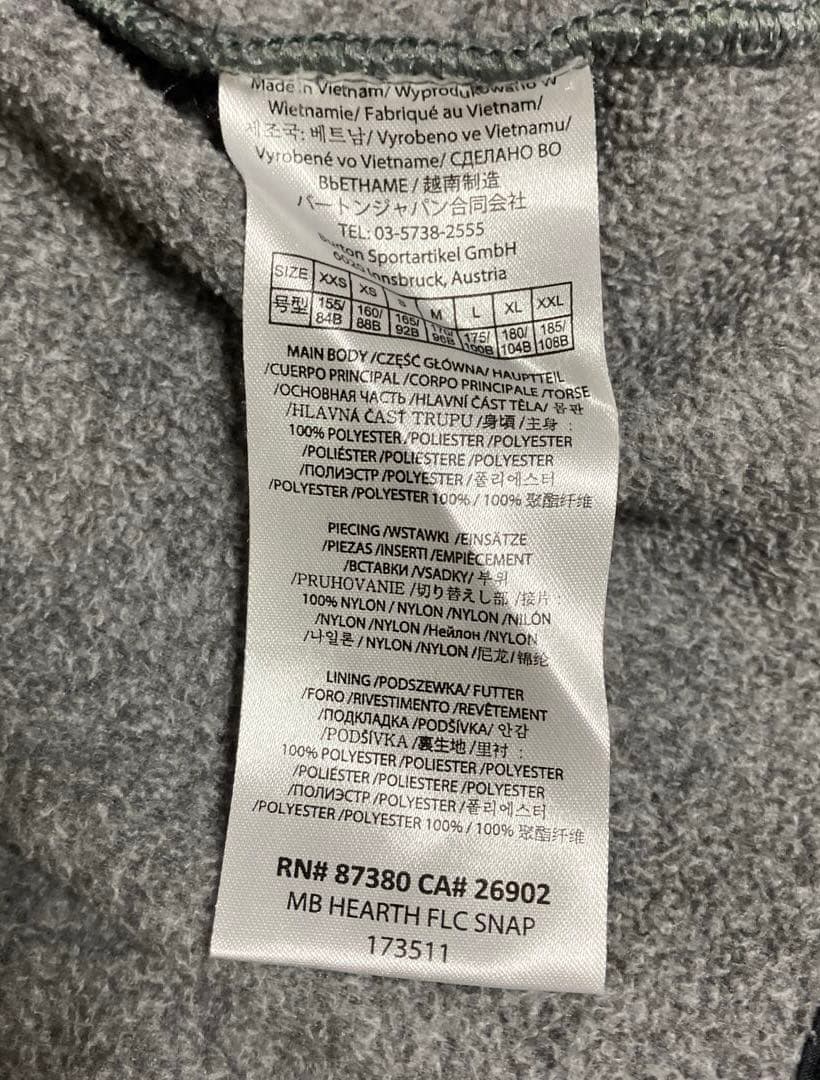 Made in Vietnam/ Wyprodukowano w
Wietnamie/ Fabriqué au Vietnam/
제조국: 베트남/ Vyrobeno ve Vietnamu/
Vyrobené vo Vietname/ СДЕЛАНО ВО
ВЬЕТНАМЕ / 越南制造
バートンジャパン合同会社
TEL: 03-5738-2555
Burton Sportartikel GmbH
6020 Innsbruck, Austria
SIZE XXS XS S M L XL XXL
号型 155/84B 160/88B 165/92B 170/96B 175/100B 180/104B 185/108B
MAIN BODY /CZĘŚĆ GŁÓWNA/ HAUPTTEIL
/CUERPO PRINCIPAL /CORPO PRINCIPALE /TORSE
/ОСНОВНАЯ ЧАСТЬ /HLAVNÍ ČÁST TĚLA/ 몸판
/HLAVNÁ ČASŤ TRUPU /身頃 /主身 :
100% POLYESTER /POLIESTER /POLYESTER
/POLIÉSTER /POLIESTERE /POLYESTER
/ПОЛИЭСТР /POLYESTER /폴리에스터
/POLYESTER /POLYESTER 100% / 100% 聚酯纤维
PIECING /WSTAWKI /EINSÄTZE
/PIEZAS /INSERTI /EMPIÈCEMENT
/ВСТАВКИ /VSADKY/ 부위
/PRUHOVANIE /切り替えし部 /接片 :
100% NYLON / NYLON /NYLON /NILÓN
/NYLON /NYLON /Нейлон /NYLON
/나일론 / NYLON /NYLON /尼龙/ 锦纶
LINING /PODSZEWKA/ FUTTER
/FORO /RIVESTIMENTO /REVÊTEMENT
/ПОДКЛАДКА /PODŠÍVKA/ 안감
/PODŠÍVKA /裏生地 /里衬 :
100% POLYESTER /POLIESTER /POLYESTER
/POLIÉSTER /POLIESTERE /POLYESTER
/ПОЛИЭСТР /POLYESTER /폴리에스터
/POLYESTER /POLYESTER 100% / 100% 聚酯纤维
RN# 87380 CA# 26902
MB HEARTH FLC SNAP
173511